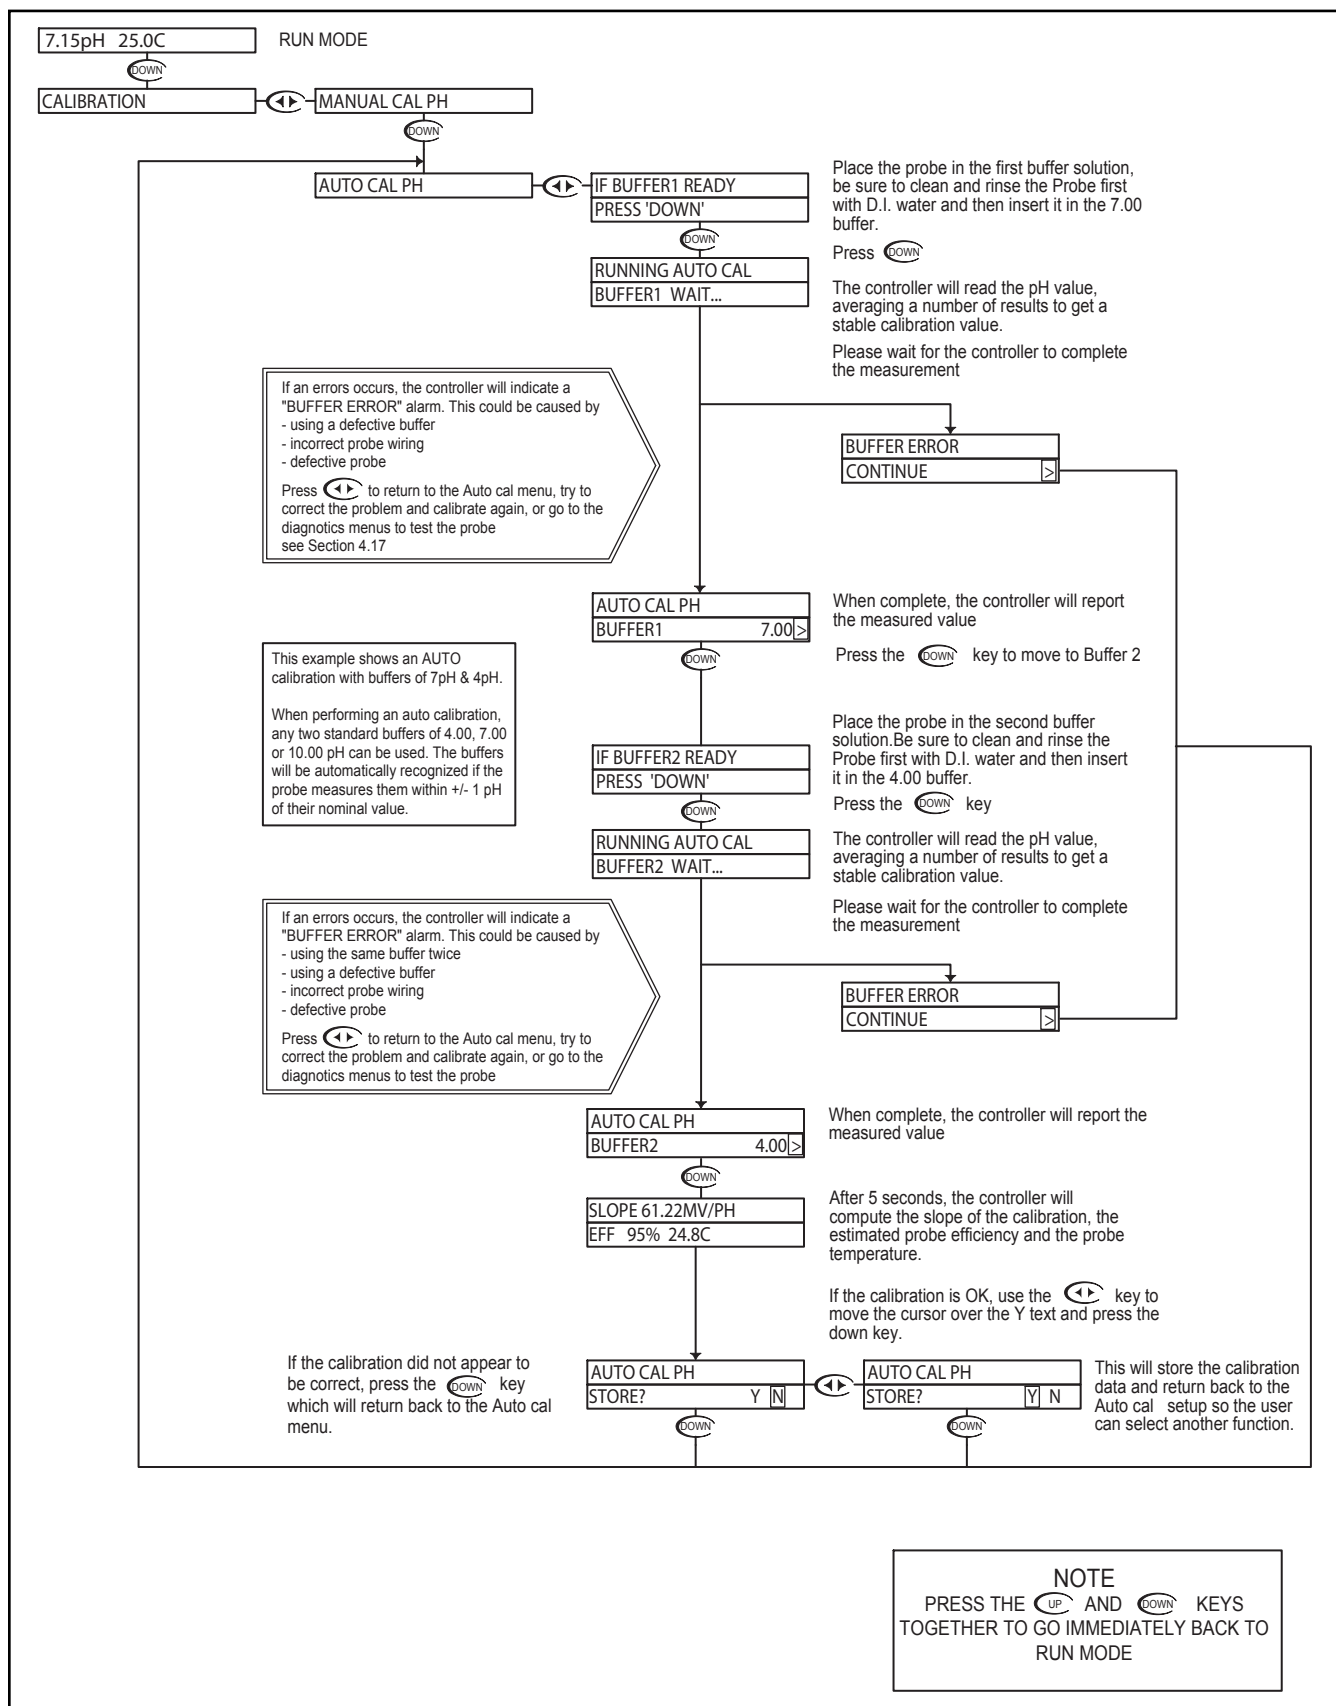 7.15pH 25.0C
RUN MODE
DOWN
CALIBRATION
MANUAL CAL PH
DOWN
AUTO CAL PH
IF BUFFER1 READY
PRESS 'DOWN'
DOWN
RUNNING AUTO CAL
BUFFER1 WAIT...
Place the probe in the first buffer solution,
be sure to clean and rinse the Probe first
with D.I. water and then insert it in the 7.00
buffer.
Press DOWN
The controller will read the pH value,
averaging a number of results to get a
stable calibration value.
Please wait for the controller to complete
the measurement
If an errors occurs, the controller will indicate a
"BUFFER ERROR" alarm. This could be caused by
- using a defective buffer
- incorrect probe wiring
- defective probe
Press to return to the Auto cal menu, try to
correct the problem and calibrate again, or go to the
diagnotics menus to test the probe
see Section 4.17
BUFFER ERROR
CONTINUE >
AUTO CAL PH
BUFFER1 7.00 >
DOWN
When complete, the controller will report
the measured value
Press the DOWN key to move to Buffer 2
This example shows an AUTO
calibration with buffers of 7pH & 4pH.
When performing an auto calibration,
any two standard buffers of 4.00, 7.00
or 10.00 pH can be used. The buffers
will be automatically recognized if the
probe measures them within +/- 1 pH
of their nominal value.
IF BUFFER2 READY
PRESS 'DOWN'
DOWN
RUNNING AUTO CAL
BUFFER2 WAIT...
Place the probe in the second buffer
solution.Be sure to clean and rinse the
Probe first with D.I. water and then insert
it in the 4.00 buffer.
Press the DOWN key
The controller will read the pH value,
averaging a number of results to get a
stable calibration value.
Please wait for the controller to complete
the measurement
If an errors occurs, the controller will indicate a
"BUFFER ERROR" alarm. This could be caused by
- using the same buffer twice
- using a defective buffer
- incorrect probe wiring
- defective probe
Press to return to the Auto cal menu, try to
correct the problem and calibrate again, or go to the
diagnotics menus to test the probe
BUFFER ERROR
CONTINUE >
AUTO CAL PH
BUFFER2 4.00 >
DOWN
When complete, the controller will report the
measured value
SLOPE 61.22MV/PH
EFF 95% 24.8C
After 5 seconds, the controller will
compute the slope of the calibration, the
estimated probe efficiency and the probe
temperature.
If the calibration is OK, use the key to
move the cursor over the Y text and press the
down key.
If the calibration did not appear to
be correct, press the DOWN key
which will return back to the Auto cal
menu.
AUTO CAL PH
STORE? Y N
DOWN
AUTO CAL PH
STORE? Y N
DOWN
This will store the calibration
data and return back to the
Auto cal setup so the user
can select another function.
NOTE
PRESS THE UP AND DOWN KEYS
TOGETHER TO GO IMMEDIATELY BACK TO
RUN MODE